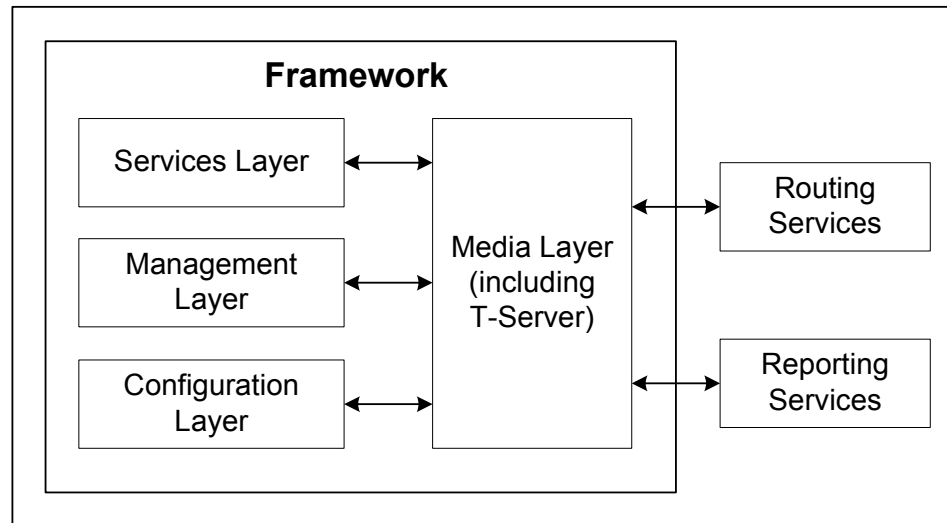 Framework
Services Layer
Management
Layer
Configuration
Layer
Media Layer
(including
T-Server)
Routing
Services
Reporting
Services